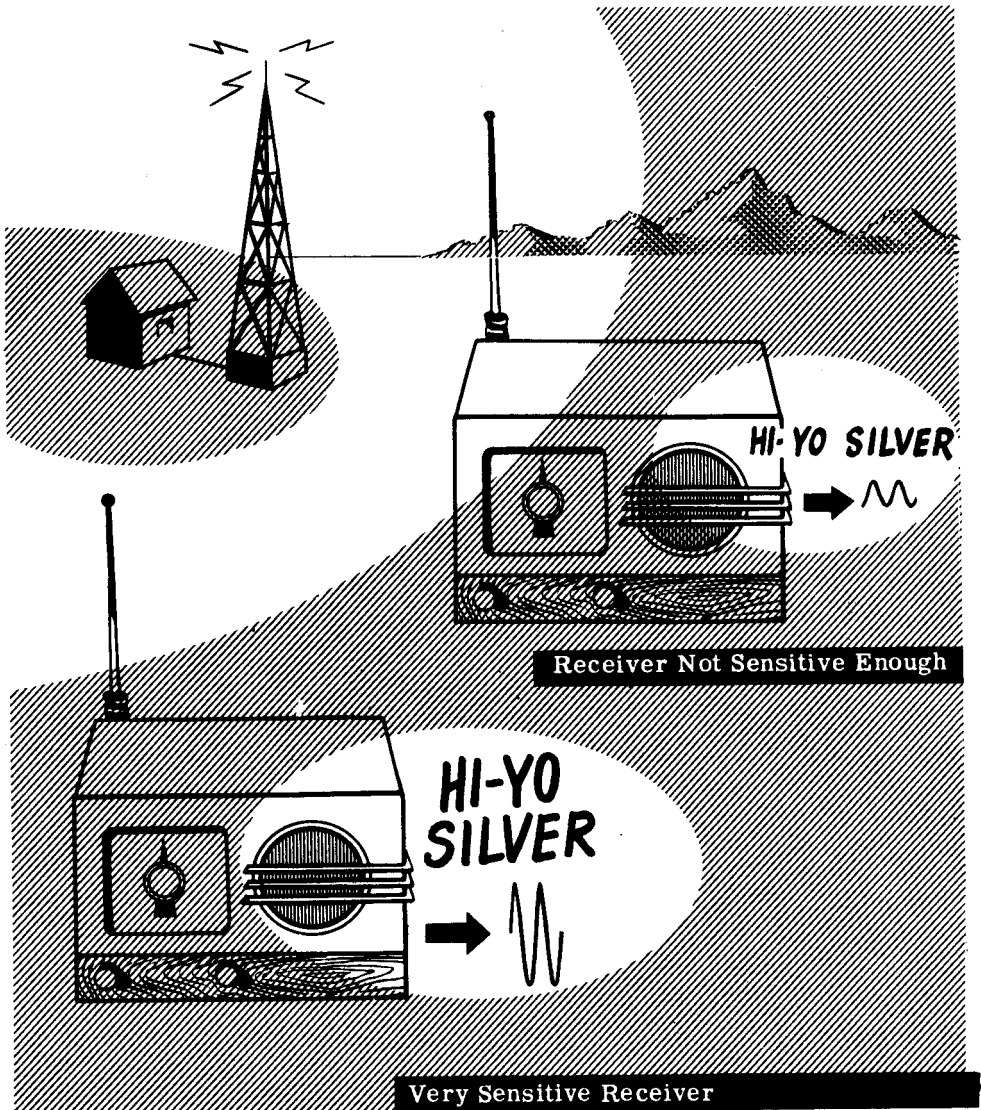 HI-YO SILVER
Receiver Not Sensitive Enough
HI-YO
SILVER
Very Sensitive Receiver